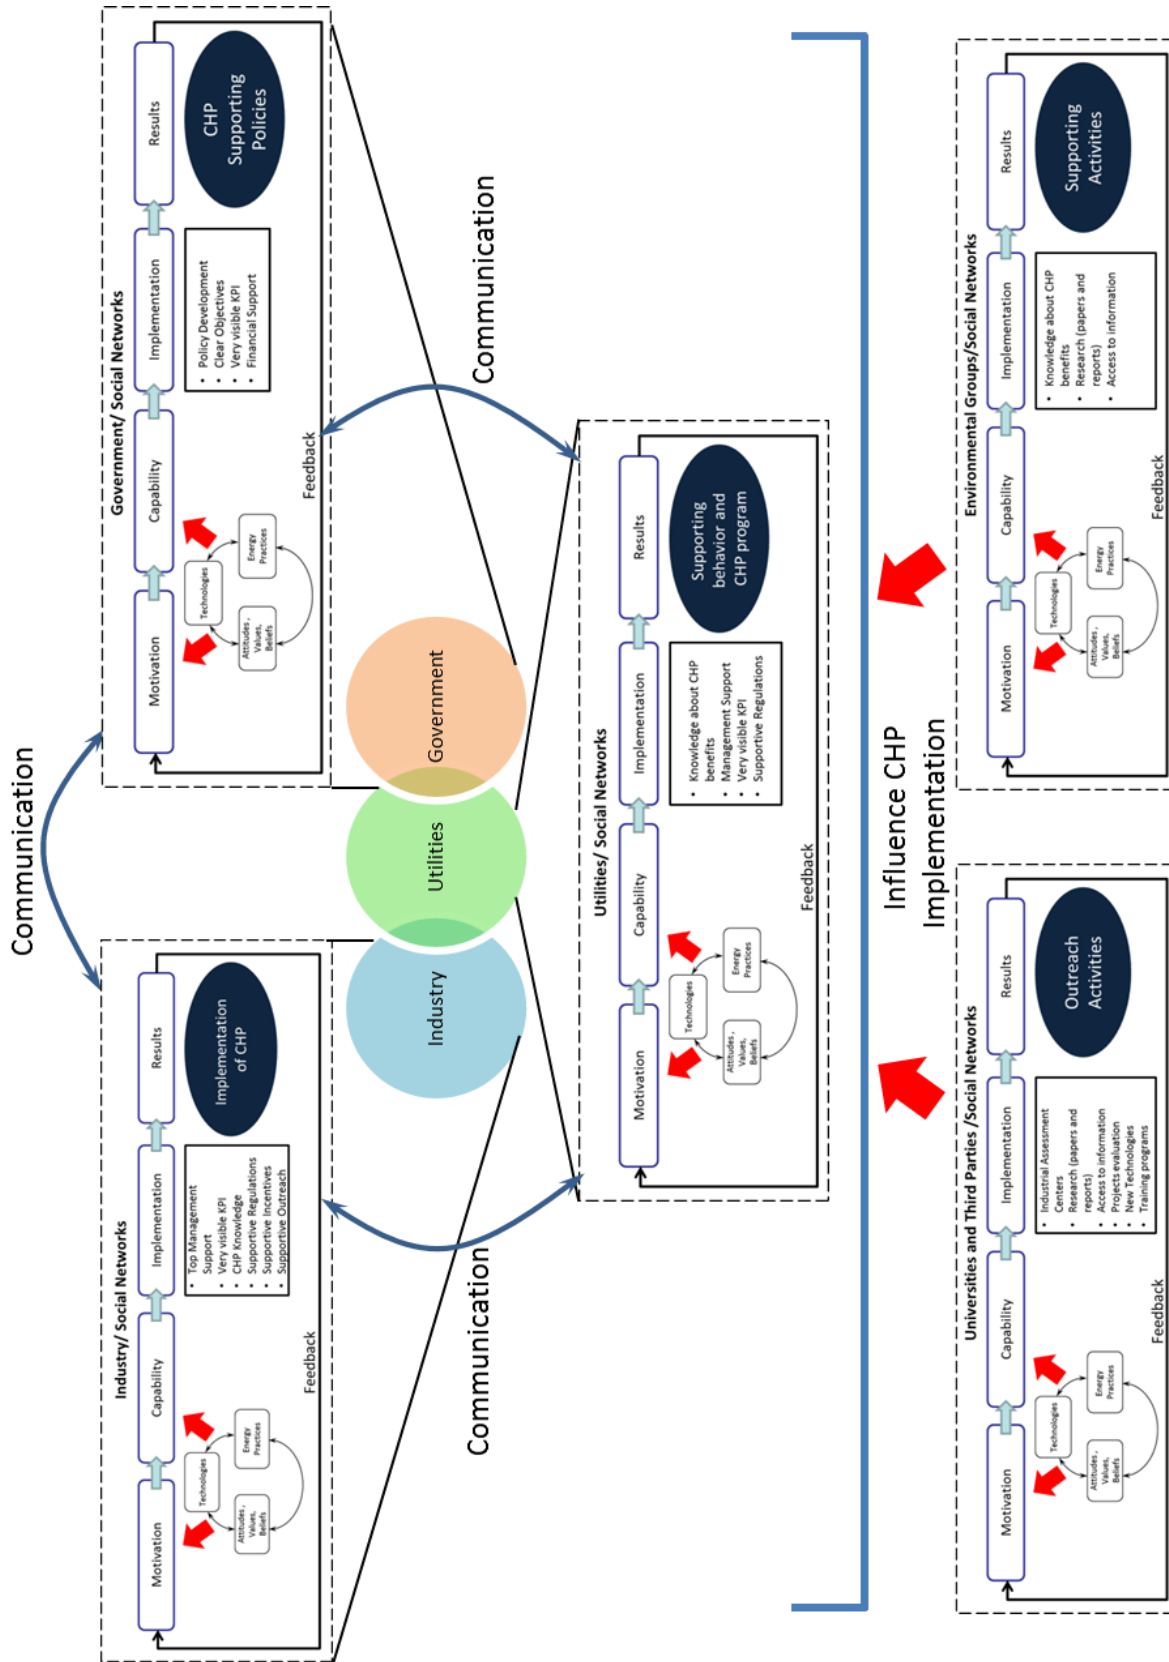 Communication
Industry/ Social Networks
Motivation
Capability
Implementation
Results
Technologies
Attitudes,
Values,
Beliefs
Energy
Practices
• Top Management
Support
• Very visible KPI
• CHP Knowledge
• Supportive Regulations
• Supportive Incentives
• Supportive Outreach
Implementation
of CHP
Feedback
Government/ Social Networks
Motivation
Capability
Implementation
Results
Technologies
Attitudes,
Values,
Beliefs
Energy
Practices
• Policy Development
• Clear Objectives
• Very visible KPI
• Financial Support
CHP
Supporting
Policies
Feedback
Industry
Utilities
Government
Communication
Communication
Utilities/ Social Networks
Motivation
Capability
Implementation
Results
Technologies
Attitudes,
Values,
Beliefs
Energy
Practices
• Knowledge about CHP
benefits
• Management Support
• Very visible KPI
• Supportive Regulations
Supporting
behavior and
CHP program
Feedback
Influence CHP
Implementation
Universities and Third Parties /Social Networks
Motivation
Capability
Implementation
Results
Technologies
Attitudes,
Values,
Beliefs
Energy
Practices
• Industrial Assessment
Centers
• Research (papers and
reports)
• Access to information
• Projects evaluation
• New Technologies
• Training programs
Outreach
Activities
Feedback
Environmental Groups/Social Networks
Motivation
Capability
Implementation
Results
Technologies
Attitudes,
Values,
Beliefs
Energy
Practices
• Knowledge about CHP
benefits
• Research (papers and
reports)
• Access to information
Supporting
Activities
Feedback